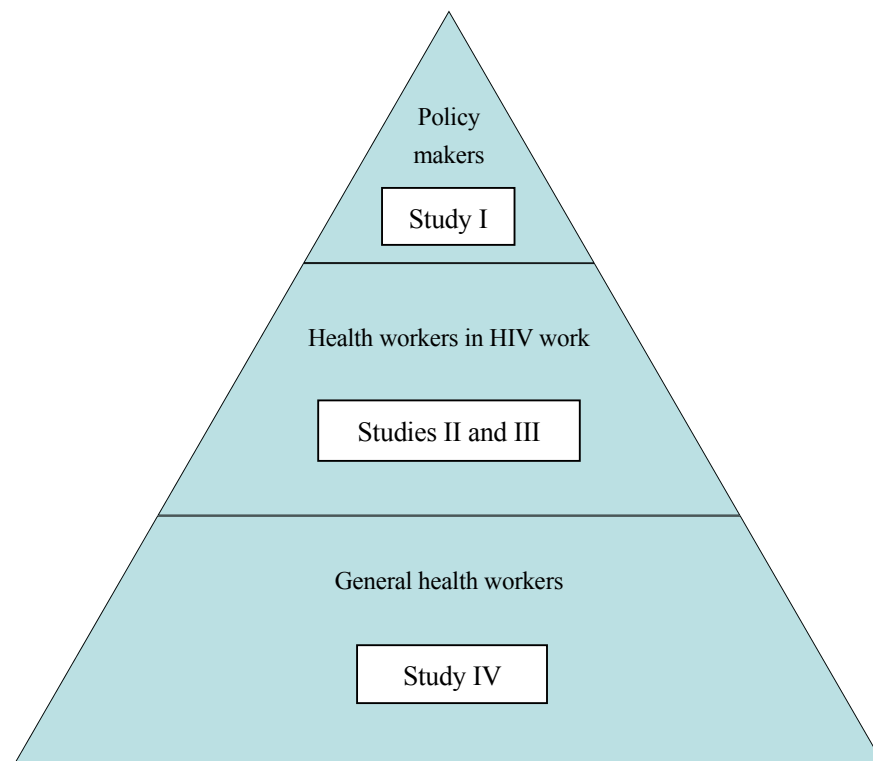 Policy
makers
Study I
Health workers in HIV work
Studies II and III
General health workers
Study IV